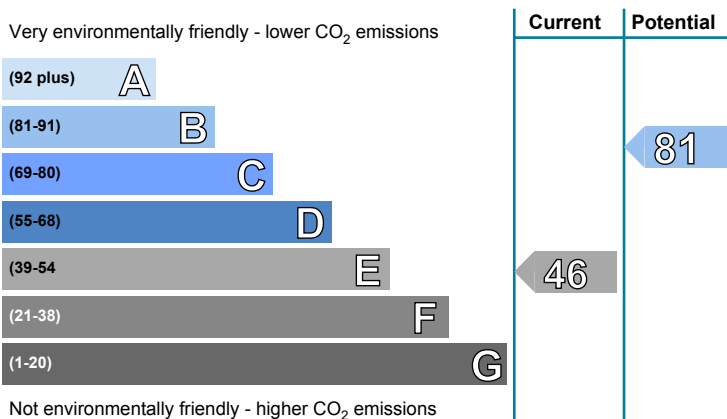 Very environmentally friendly - lower CO2 emissions
Current
Potential
(92 plus) A
(81-91) B
81
(69-80) C
(55-68) D
(39-54 E
46
(21-38) F
(1-20) G
Not environmentally friendly - higher CO2 emissions